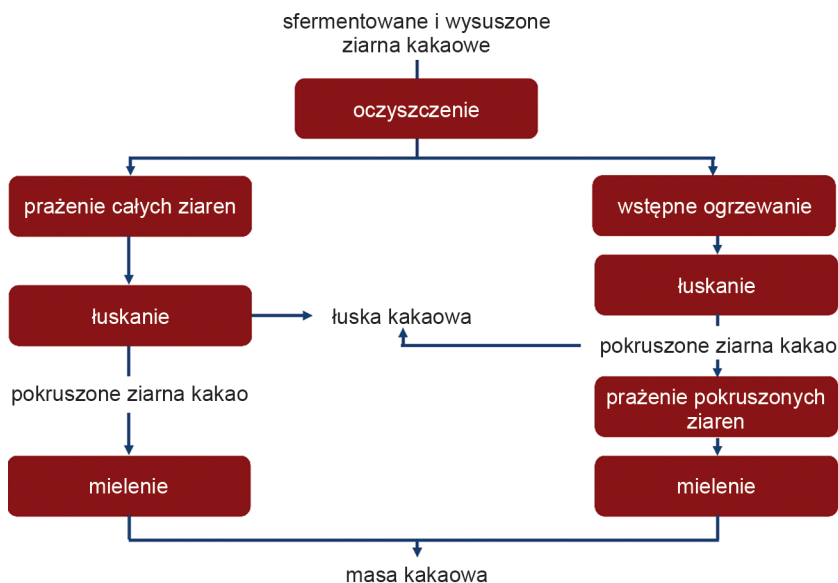 sfermentowane i wysuszone
ziarna kakaowe
oczyszczenie
prażenie całych ziaren
wstępne ogrzewanie
łuskanie
łuska kakaowa
łuskanie
pokruszone ziarna kakao
pokruszone ziarna kakao
prażenie pokruszonych
ziaren
mielenie
mielenie
masa kakaowa